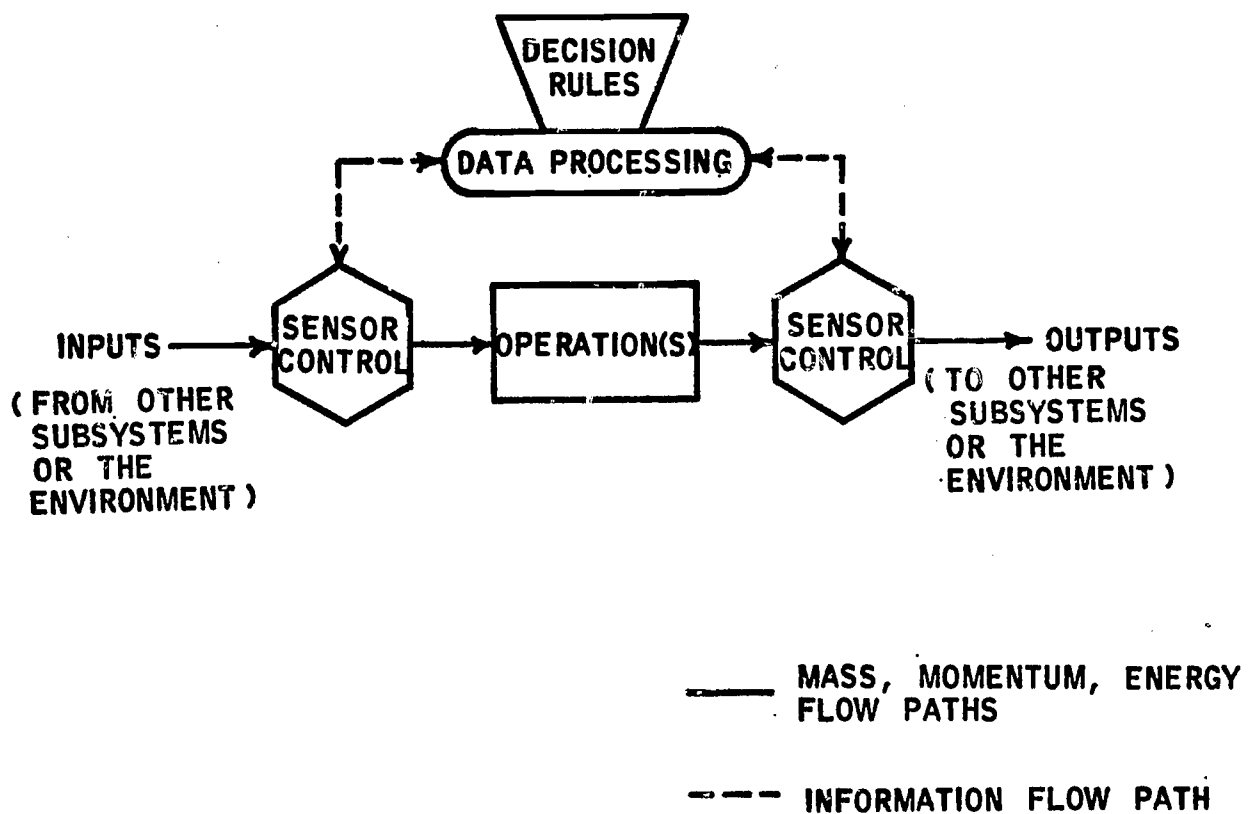 DECISION
RULES
DATA PROCESSING
INPUTS
(FROM OTHER
SUBSYSTEMS
OR THE
ENVIRONMENT)
SENSOR
CONTROL
OPERATION(S)
SENSOR
CONTROL
OUTPUTS
(TO OTHER
SUBSYSTEMS
OR THE
ENVIRONMENT)
MASS, MOMENTUM, ENERGY
FLOW PATHS
INFORMATION FLOW PATH